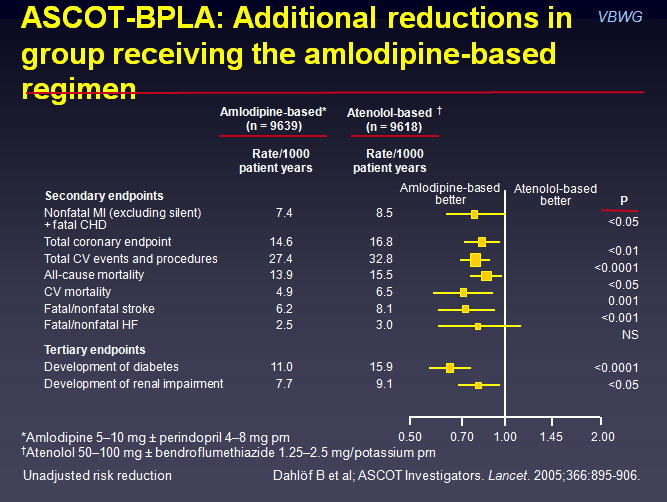 ASCOT-BPLA: Additional reductions in
VBWG
group receiving the amlodipine-based
regimen
Amlodipine-based* Atenolol-based †
(n = 9639) (n = 9618)
Rate/1000 Rate/1000
patient years patient years
Amlodipine-based Atenolol-based
better better
P
Secondary endpoints
Nonfatal MI (excluding silent) 7.4 8.5 <0.05
+ fatal CHD
Total coronary endpoint 14.6 16.8 <0.01
Total CV events and procedures 27.4 32.8 <0.0001
All-cause mortality 13.9 15.5 <0.05
CV mortality 4.9 6.5 0.001
Fatal/nonfatal stroke 6.2 8.1 <0.001
Fatal/nonfatal HF 2.5 3.0 NS
Tertiary endpoints
Development of diabetes 11.0 15.9 <0.0001
Development of renal impairment 7.7 9.1 <0.05
0.50 0.70 1.00 1.45 2.00
*Amlodipine 5–10 mg ± perindopril 4–8 mg prn
†Atenolol 50–100 mg ± bendroflumethiazide 1.25–2.5 mg/potassium prn
Unadjusted risk reduction
Dahlöf B et al; ASCOT Investigators. Lancet. 2005;366:895-906.